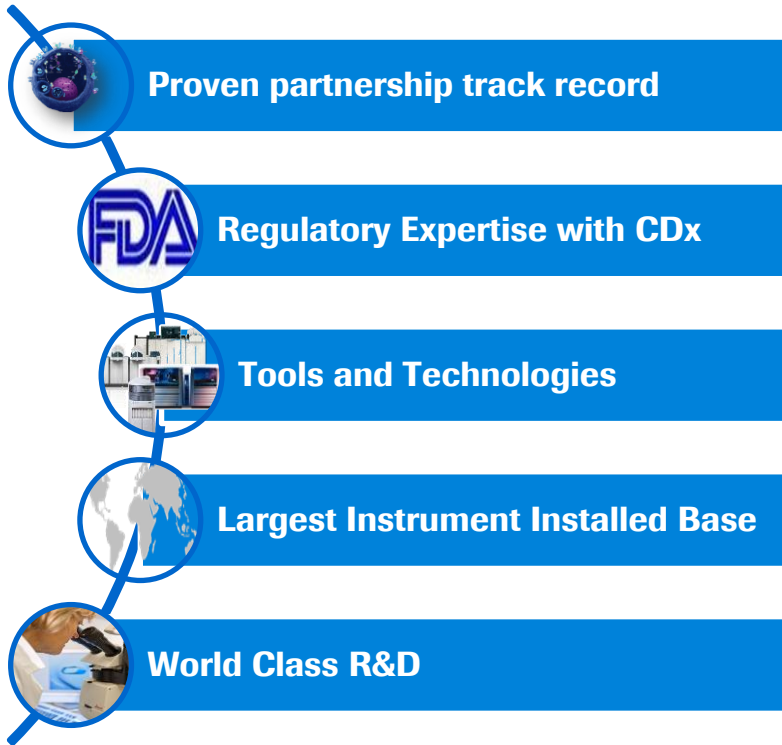 Proven partnership track record
FDA
Regulatory Expertise with CDx
Tools and Technologies
Largest Instrument Installed Base
World Class R&D